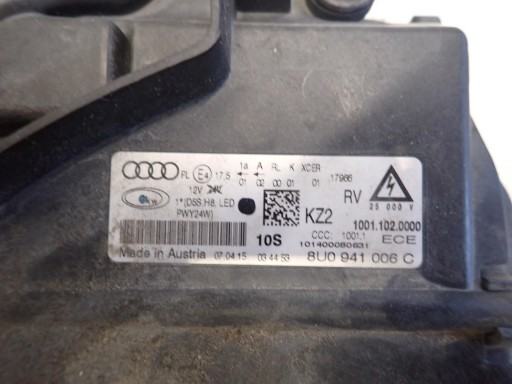 1a A RL K XCER
RL E4 17,5 01 02 00 01 01 17966
12V 24V
1*(D5S,H8, LED
PWY24W)
KZ2
RV
25 000 V
1001.102.0000
10S
CCC: 1001.1
ECE
101400080631
Made in Austria 07.04.15 03:44:53 8U0 941 006 C